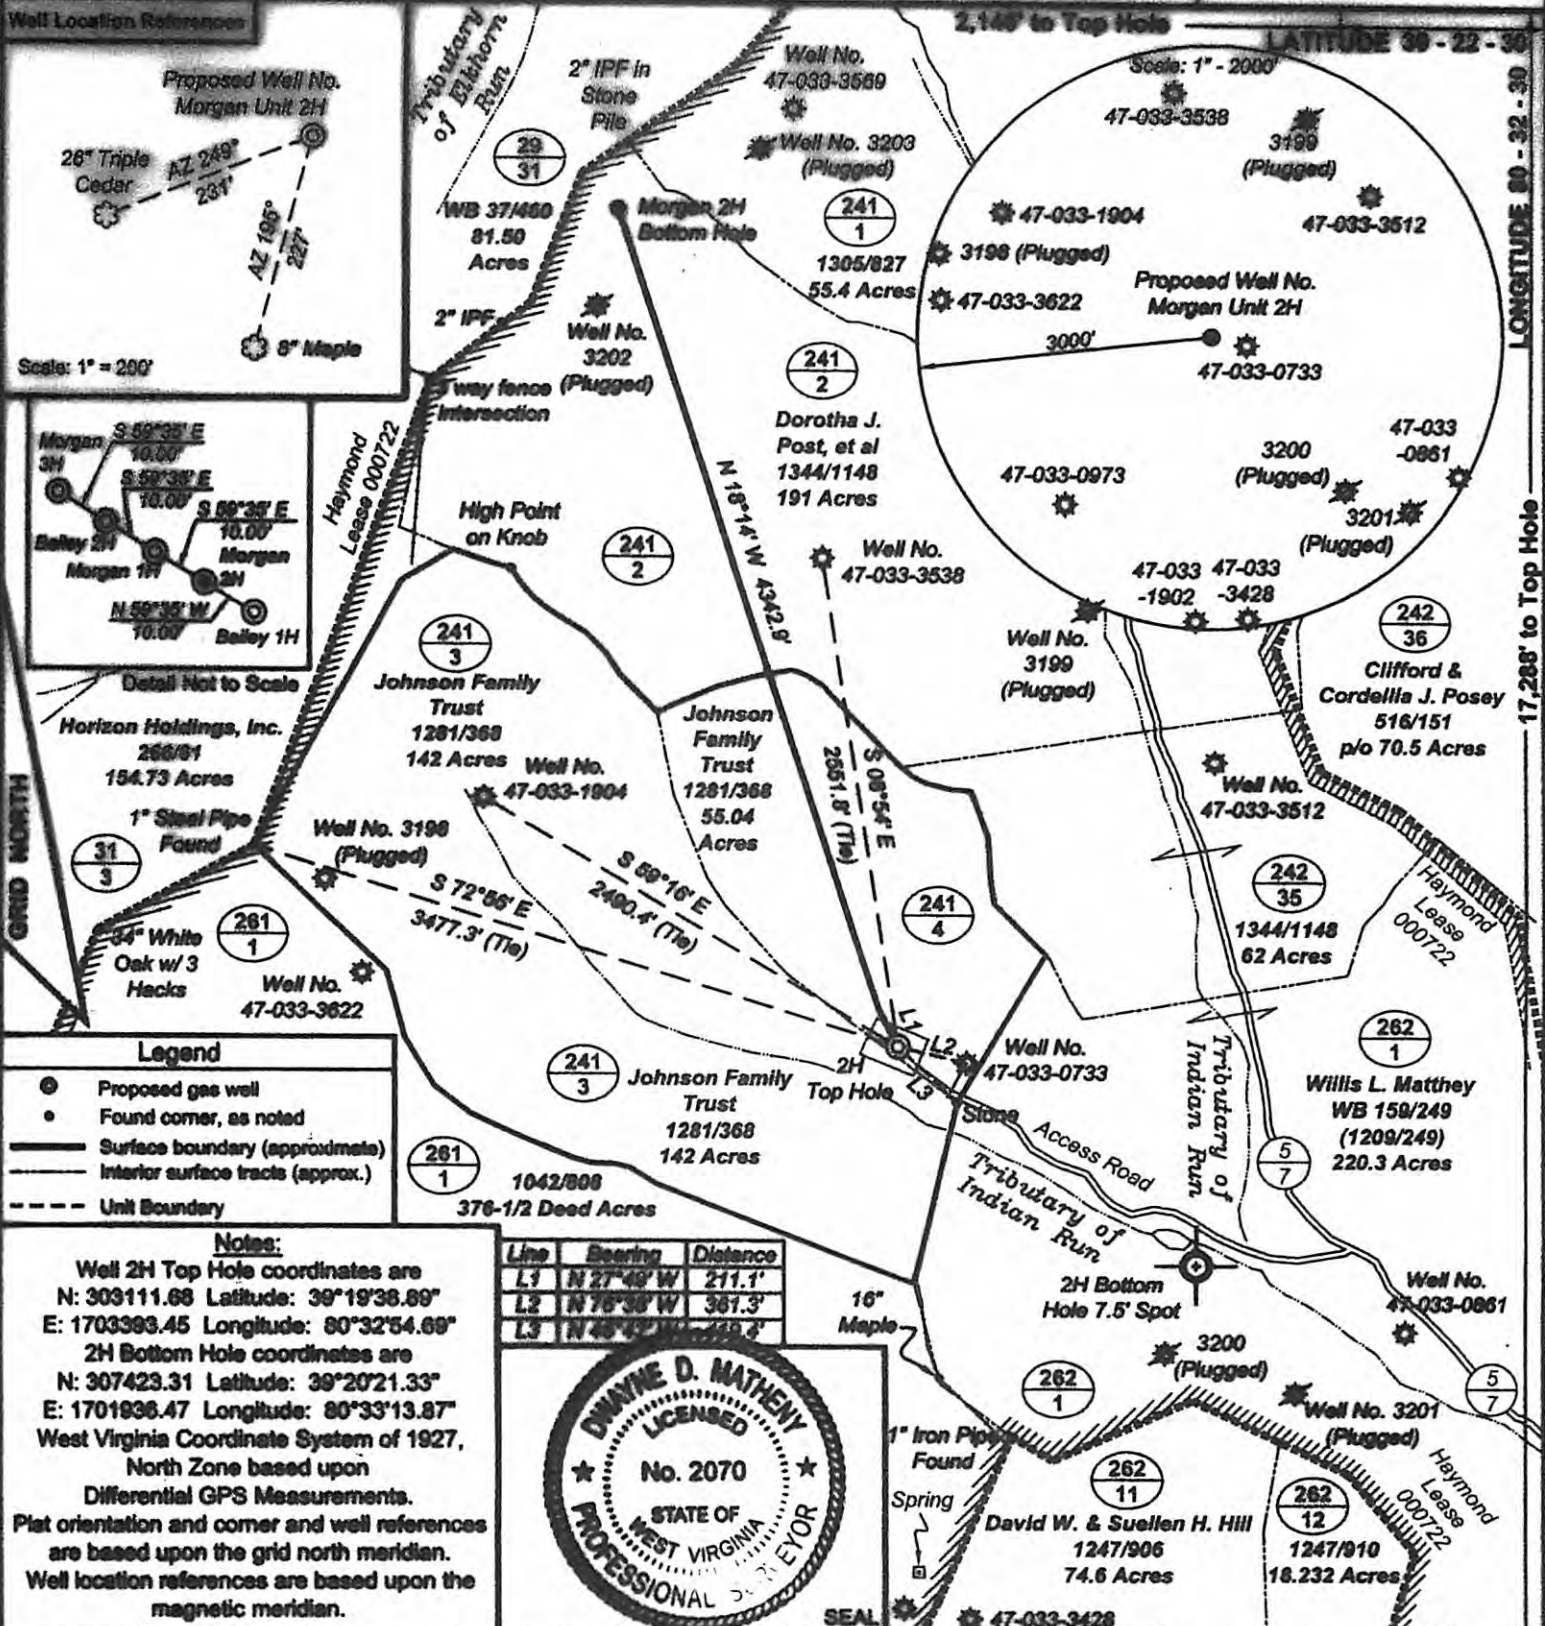 Well Location References
Proposed Well No.
Morgan Unit 2H
26" Triple
Cedar
AZ 249°
231'
AZ 195°
227'
8" Maple
Scale: 1" = 200'
Morgan
3H
S 59°35' E
10.00'
S 59°35' E
10.00'
S 59°35' E
10.00'
Bailey 2H
Morgan 1H
Morgan
2H
N 59°35' W
10.00'
Bailey 1H
Detail Not to Scale
GRID NORTH
Tributary
of Elkhorn
Run
2" IPF in
Stone
Pile
29
31
WB 37/460
81.50
Acres
2" IPF
way fence
Intersection
Haymond
Lease 000722
Well No.
47-033-3569
Well No. 3203
(Plugged)
Morgan 2H
Bottom Hole
241
1
1305/827
55.4 Acres
Well No.
3202
(Plugged)
241
2
Dorotha J.
Post, et al
1344/1148
191 Acres
N 18°14' W 4342.9'
High Point
on Knob
241
2
Well No.
47-033-3538
2,146' to Top Hole
LATITUDE 39 - 22 - 30
LONGITUDE 80 - 32 - 30
17,288' to Top Hole
Scale: 1" - 2000'
47-033-3538
3199
(Plugged)
47-033-1904
47-033-3512
3198 (Plugged)
47-033-3622
Proposed Well No.
Morgan Unit 2H
3000'
47-033-0733
47-033-0973
3200
(Plugged)
47-033
-0861
3201
(Plugged)
47-033
-1902
47-033
-3428
Well No.
3199
(Plugged)
242
36
Clifford &
Cordellia J. Posey
516/151
p/o 70.5 Acres
241
3
Johnson Family
Trust
1281/368
142 Acres
Johnson
Family
Trust
1281/368
55.04
Acres
S 08°54' E
2551.8' (Tie)
Horizon Holdings, Inc.
266/61
154.73 Acres
1" Steel Pipe
Found
31
3
Well No.
47-033-1904
Well No. 3198
(Plugged)
S 59°16' E
2490.4' (Tie)
S 72°56' E
3477.3' (Tie)
Well No.
47-033-3512
242
35
1344/1148
62 Acres
Haymond
Lease
000722
241
4
261
1
34" White
Oak w/ 3
Hacks
Well No.
47-033-3622
L1
L2
L3
2H
Top Hole
Well No.
47-033-0733
Stone
241
3
Johnson Family
Trust
1281/368
142 Acres
261
1
1042/808
376-1/2 Deed Acres
Access Road
Tributary of
Indian Run
Tributary of
Indian Run
262
1
Willis L. Matthey
WB 159/249
(1209/249)
220.3 Acres
5
7
Legend
Proposed gas well
Found corner, as noted
Surface boundary (approximate)
Interior surface tracts (approx.)
Unit Boundary
Notes:
Well 2H Top Hole coordinates are
N: 303111.68 Latitude: 39°19'38.89"
E: 1703393.45 Longitude: 80°32'54.69"
2H Bottom Hole coordinates are
N: 307423.31 Latitude: 39°20'21.33"
E: 1701936.47 Longitude: 80°33'13.87"
West Virginia Coordinate System of 1927,
North Zone based upon
Differential GPS Measurements.
Plat orientation and corner and well references
are based upon the grid north meridian.
Well location references are based upon the
magnetic meridian.
Line Bearing Distance
L1 N 27°49' W 211.1'
L2 N 76°36' W 361.3'
L3
DWAYNE D. MATHENY
LICENSED
No. 2070
STATE OF
WEST VIRGINIA
PROFESSIONAL SURVEYOR
SEAL
16"
Maple
2H Bottom
Hole 7.5' Spot
Well No.
47-033-0861
3200
(Plugged)
5
7
262
1
Well No. 3201
(Plugged)
1" Iron Pipe
Found
262
11
David W. & Suellen H. Hill
1247/906
74.6 Acres
262
12
1247/910
18.232 Acres
Haymond
Lease
000722
Spring
47-033-3428